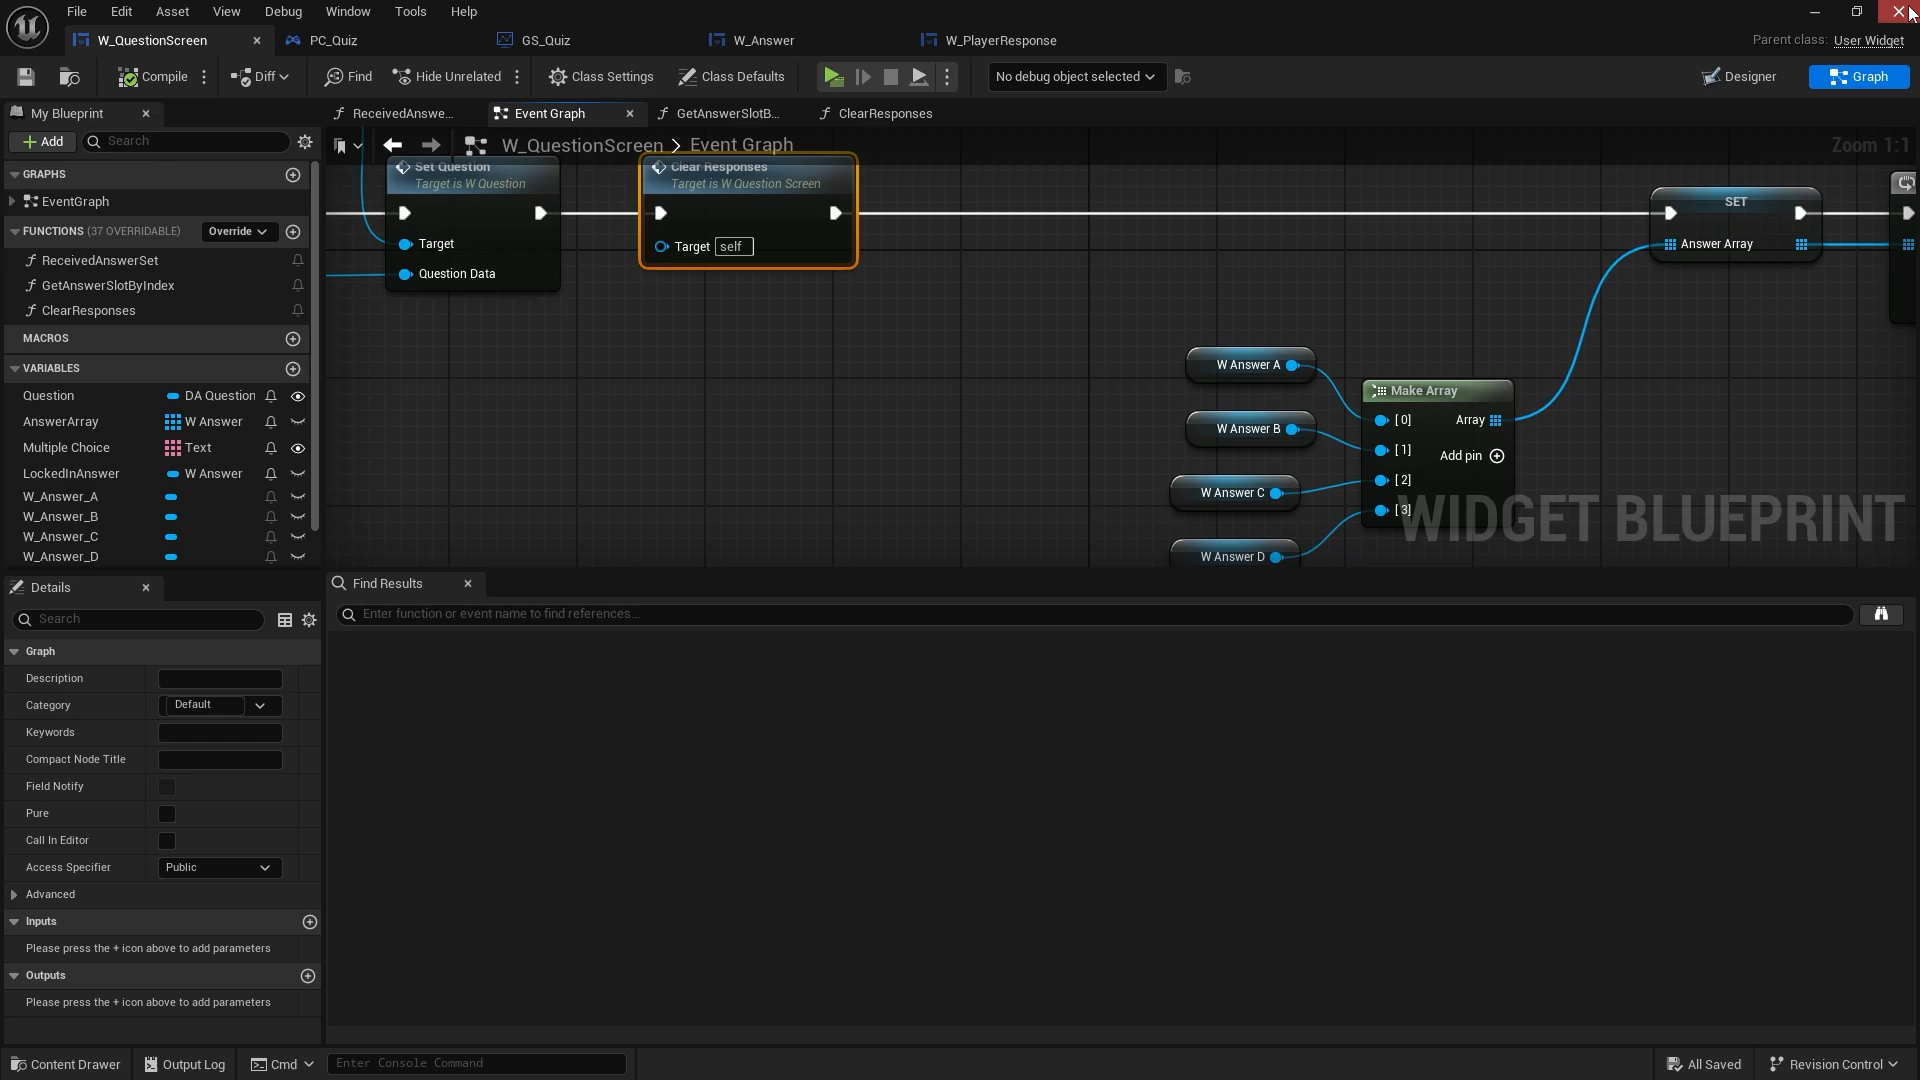 File Edit Asset View Debug Window Tools Help
W_QuestionScreen PC_Quiz GS_Quiz W_Answer W_PlayerResponse
Parent class: User Widget
Compile Diff Find Hide Unrelated Class Settings Class Defaults No debug object selected Designer Graph
My Blueprint
ReceivedAnswe... Event Graph GetAnswerSlotB... ClearResponses
Add Search
W_QuestionScreen > Event Graph
Zoom 1:1
GRAPHS
EventGraph
FUNCTIONS (37 OVERRIDABLE) Override
ReceivedAnswerSet
GetAnswerSlotByIndex
ClearResponses
MACROS
VARIABLES
Question DA Question
AnswerArray W Answer
Multiple Choice Text
LockedInAnswer W Answer
W_Answer_A
W_Answer_B
W_Answer_C
W_Answer_D
Set Question
Target is W Question
Target
Question Data
Clear Responses
Target is W Question Screen
Target self
SET
Answer Array
W Answer A
W Answer B
W Answer C
W Answer D
Make Array
[0] Array
[1] Add pin
[2]
[3]
WIDGET BLUEPRINT
Details
Search
Graph
Description
Category Default
Keywords
Compact Node Title
Field Notify
Pure
Call In Editor
Access Specifier Public
Advanced
Inputs
Please press the + icon above to add parameters
Outputs
Please press the + icon above to add parameters
Find Results
Enter function or event name to find references...
Content Drawer Output Log Cmd Enter Console Command All Saved Revision Control